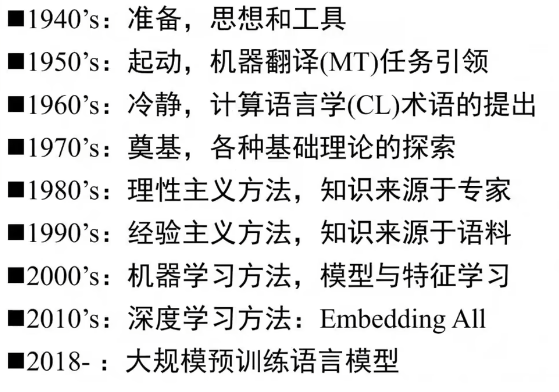 ■1940’s：准备，思想和工具
■1950’s：起动，机器翻译(MT)任务引领
■1960’s：冷静，计算语言学(CL)术语的提出
■1970’s：奠基，各种基础理论的探索
■1980’s：理性主义方法，知识来源于专家
■1990’s：经验主义方法，知识来源于语料
■2000’s：机器学习方法，模型与特征学习
■2010’s：深度学习方法：Embedding All
■2018-：大规模预训练语言模型